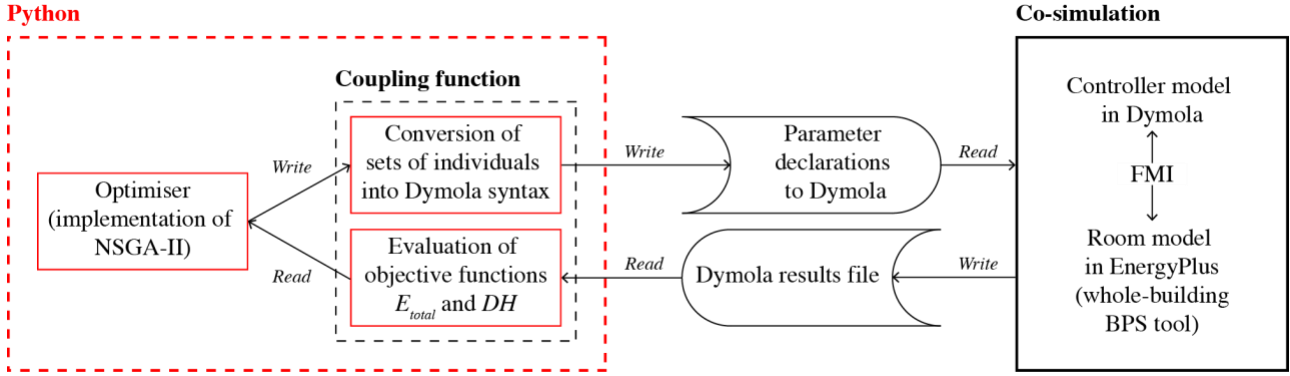 Python
Co-simulation
Coupling function
Conversion of
sets of individuals
into Dymola syntax
Write
Optimiser
(implementation of
NSGA-II)
Read
Evaluation of
objective functions
E_total and DH
Write
Parameter
declarations
to Dymola
Read
Read
Dymola results file
Write
Controller model
in Dymola
FMI
Room model
in EnergyPlus
(whole-building
BPS tool)